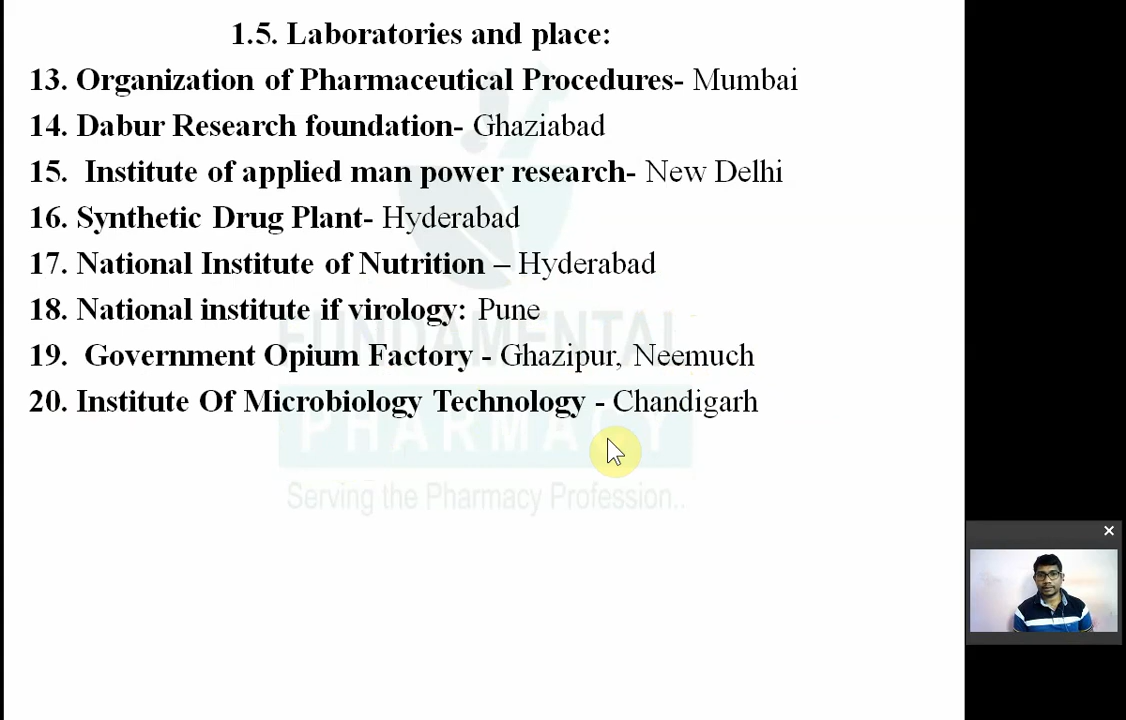 1.5. Laboratories and place:
13. Organization of Pharmaceutical Procedures- Mumbai
14. Dabur Research foundation- Ghaziabad
15. Institute of applied man power research- New Delhi
16. Synthetic Drug Plant- Hyderabad
17. National Institute of Nutrition – Hyderabad
18. National institute if virology: Pune
19. Government Opium Factory - Ghazipur, Neemuch
20. Institute Of Microbiology Technology - Chandigarh
FUNDAMENTAL
PHARMACY
Serving the Pharmacy Profession..